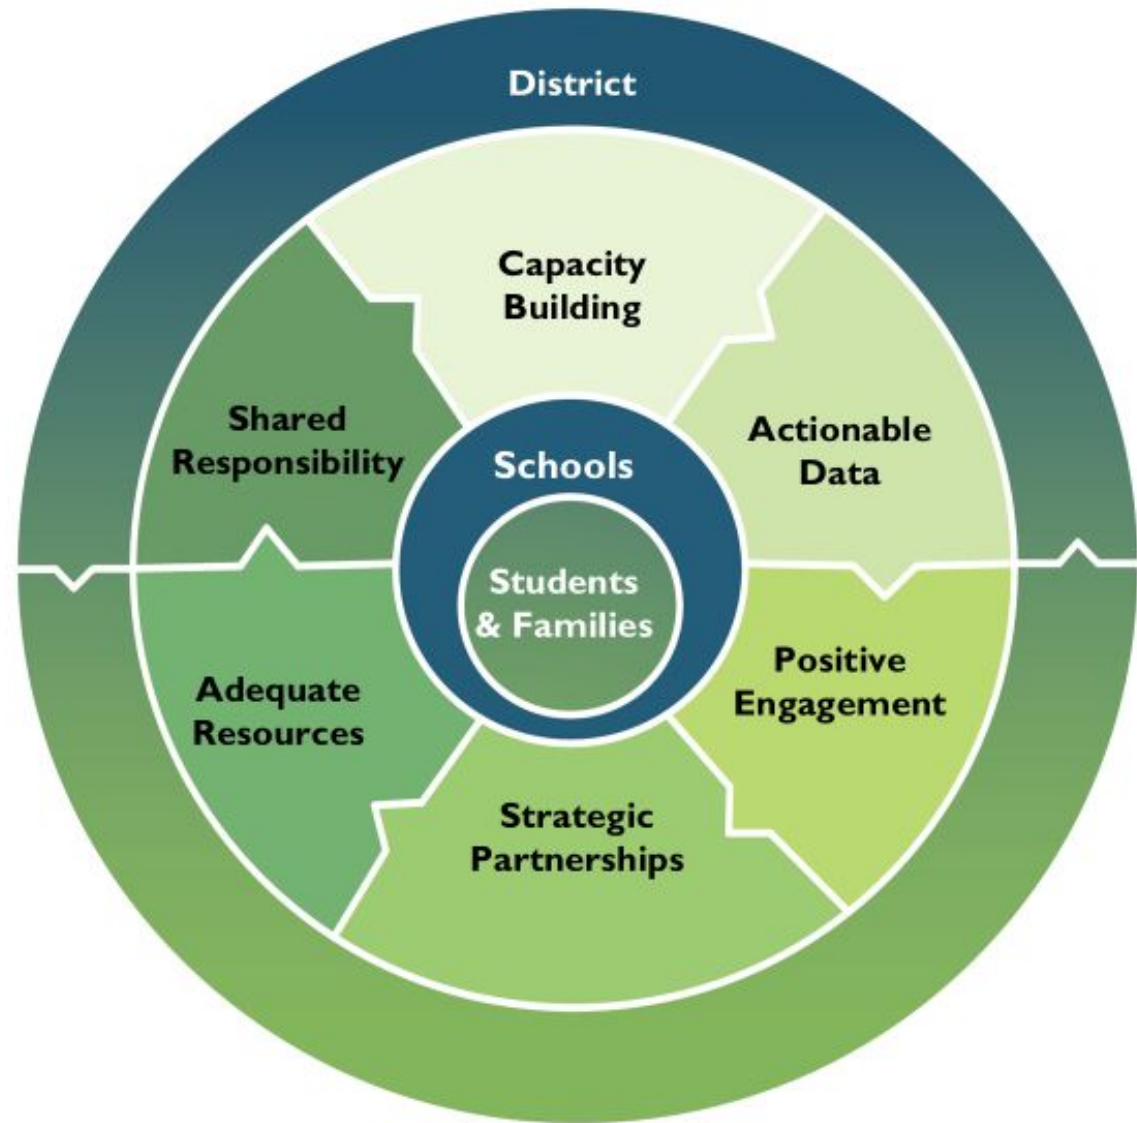 District
Capacity
Building
Shared
Responsibility
Actionable
Data
Schools
Students
& Families
Adequate
Resources
Positive
Engagement
Strategic
Partnerships